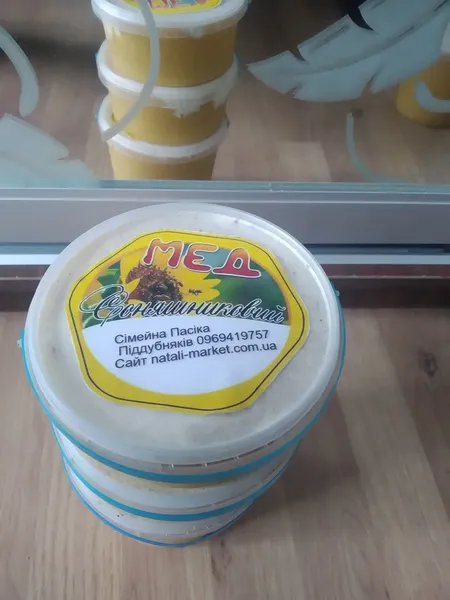 МЕД
Соняшниковий
Сімейна Пасіка
Піддубняків 0969419757
Сайт natali-market.com.ua